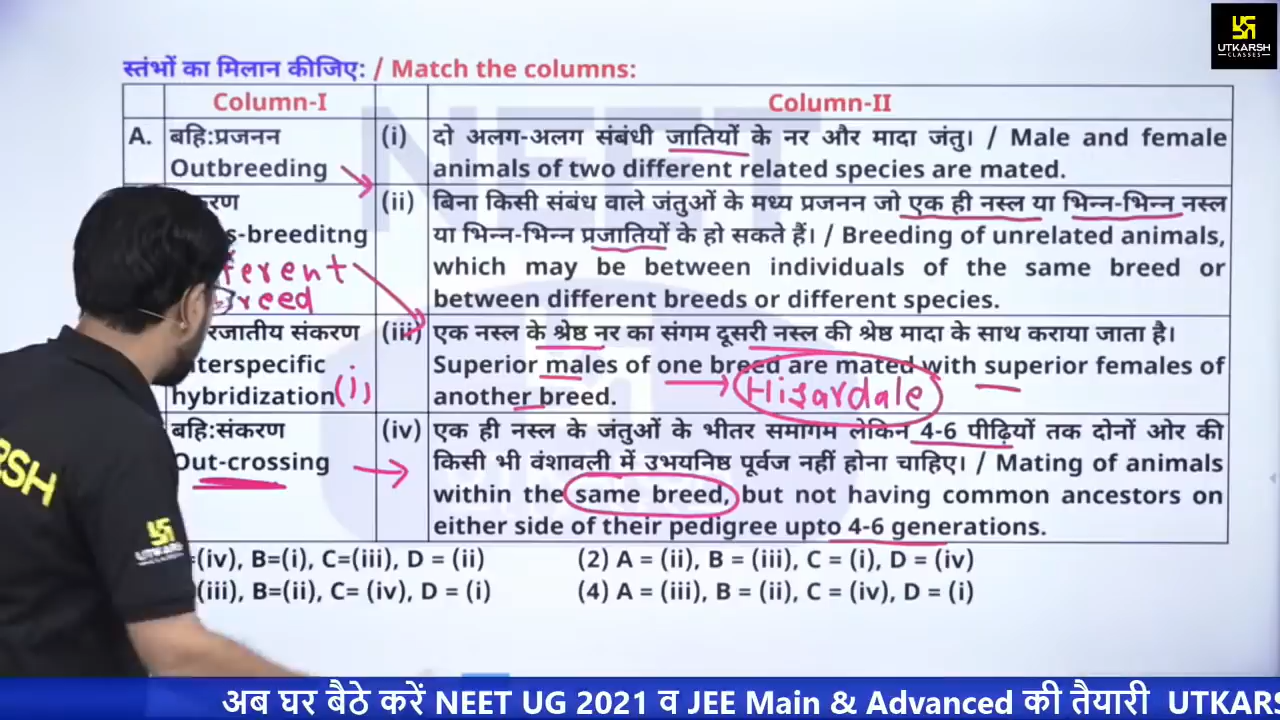 UTKARSH
CLASSES
स्तंभों का मिलान कीजिए: / Match the columns:
Column-I Column-II
A. बहि:प्रजनन (i) दो अलग-अलग संबंधी जातियों के नर और मादा जंतु। / Male and female
Outbreeding animals of two different related species are mated.
(ii) बिना किसी संबंध वाले जंतुओं के मध्य प्रजनन जो एक ही नस्ल या भिन्न-भिन्न नस्ल
s-breeditng या भिन्न-भिन्न प्रजातियों के हो सकते हैं। / Breeding of unrelated animals,
ferent which may be between individuals of the same breed or
reed between different breeds or different species.
रजातीय संकरण (iii) एक नस्ल के श्रेष्ठ नर का संगम दूसरी नस्ल की श्रेष्ठ मादा के साथ कराया जाता है।
terspecific Superior males of one breed are mated with superior females of
hybridization (i) another breed. Hisardale
बहि:संकरण (iv) एक ही नस्ल के जंतुओं के भीतर समागम लेकिन 4-6 पीढ़ियों तक दोनों ओर की
Out-crossing किसी भी वंशावली में उभयनिष्ठ पूर्वज नहीं होना चाहिए। / Mating of animals
within the same breed, but not having common ancestors on
either side of their pedigree upto 4-6 generations.
=(iv), B=(i), C=(iii), D = (ii) (2) A = (ii), B = (iii), C = (i), D = (iv)
(iii), B=(ii), C= (iv), D = (i) (4) A = (iii), B = (ii), C = (iv), D = (i)
RSH
UTKARSH
अब घर बैठे करें NEET UG 2021 व JEE Main & Advanced की तैयारी UTKARS